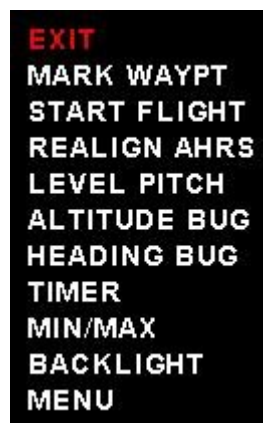 EXIT
MARK WAYPT
START FLIGHT
REALIGN AHRS
LEVEL PITCH
ALTITUDE BUG
HEADING BUG
TIMER
MIN/MAX
BACKLIGHT
MENU